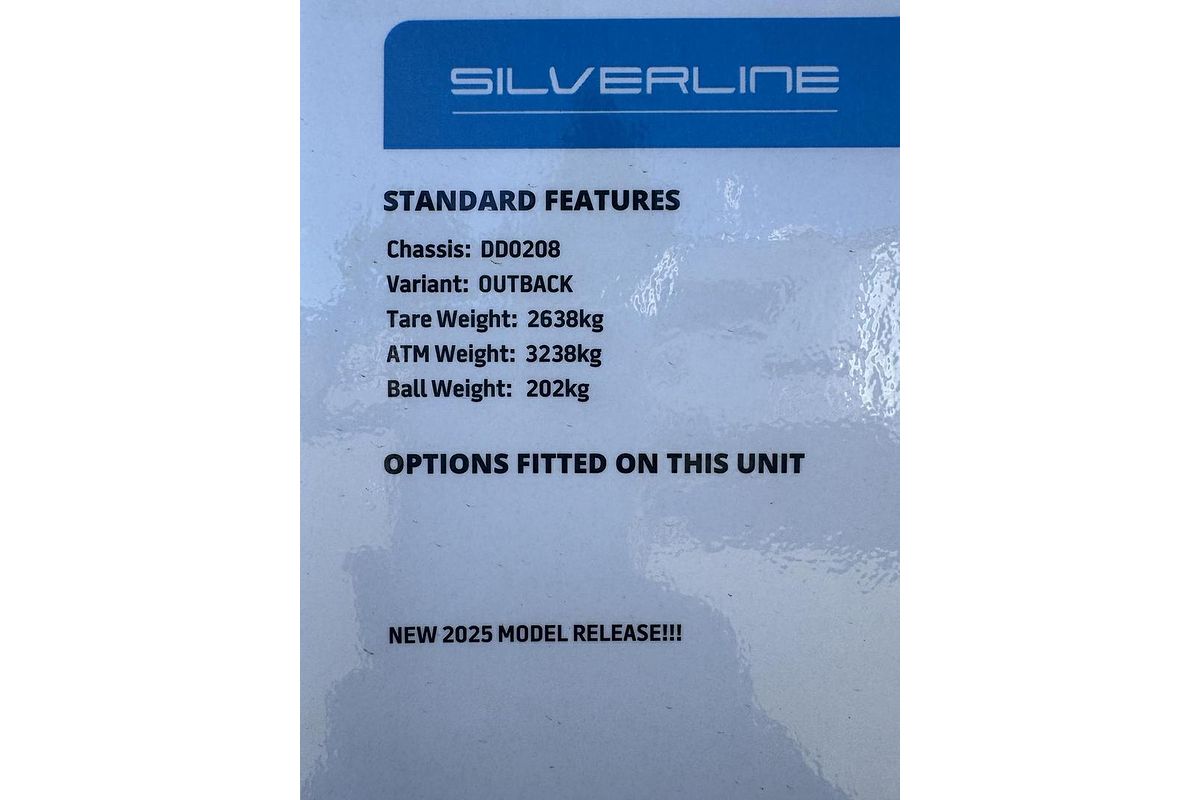 SILVERLINE
STANDARD FEATURES
Chassis: DD0208
Variant: OUTBACK
Tare Weight: 2638kg
ATM Weight: 3238kg
Ball Weight: 202kg
OPTIONS FITTED ON THIS UNIT
NEW 2025 MODEL RELEASE!!!